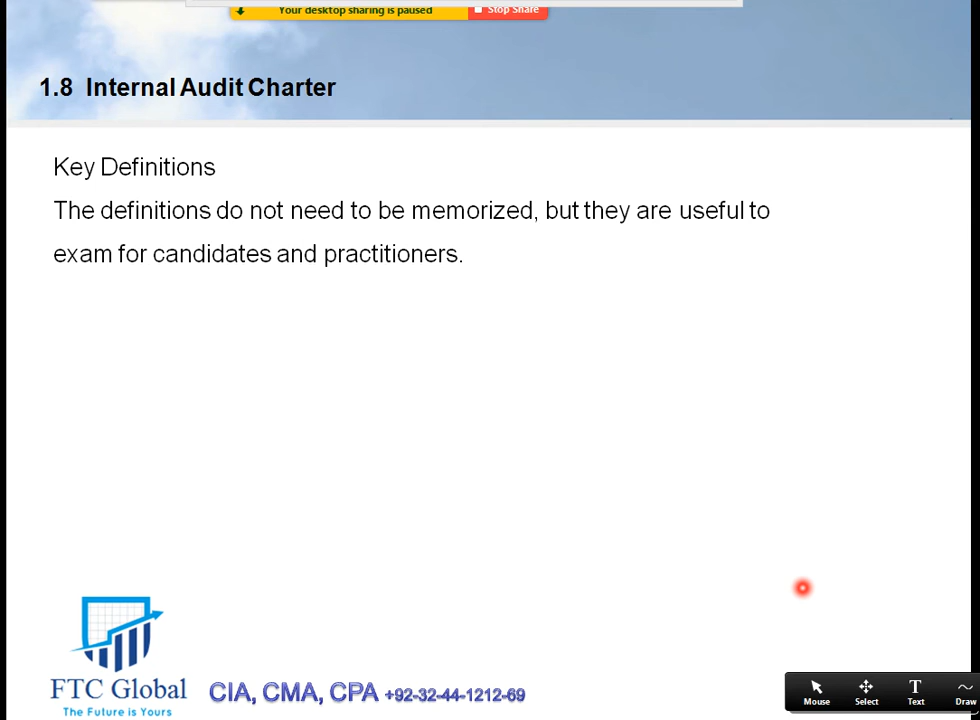 Your desktop sharing is paused Stop Share
1.8 Internal Audit Charter
Key Definitions
The definitions do not need to be memorized, but they are useful to
exam for candidates and practitioners.
FTC Global
The Future is Yours
CIA, CMA, CPA +92-32-44-1212-69
Mouse Select Text Draw